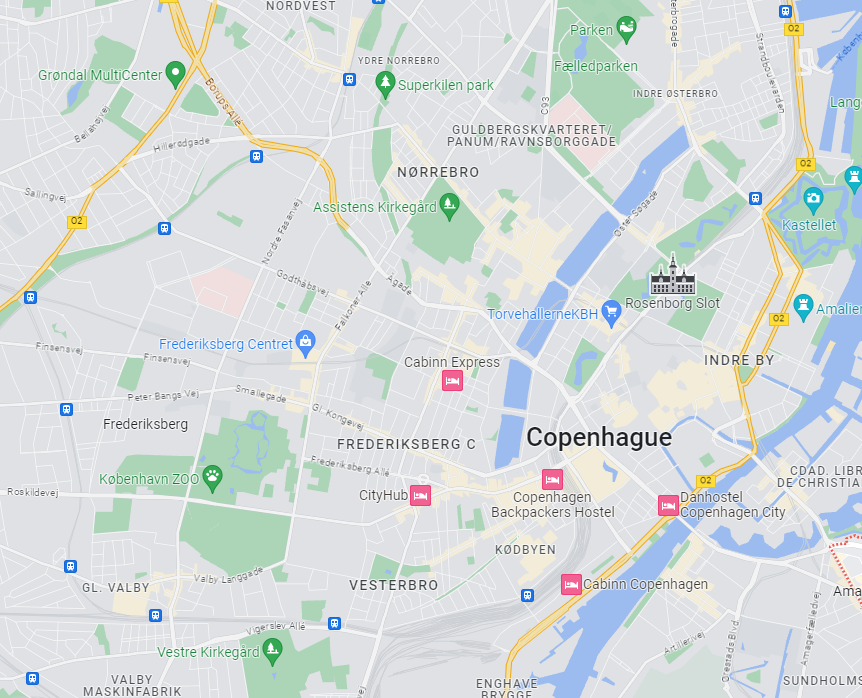 NORDVEST
Parken
Østerbrogade
O2
Strandboulevarden
YDRE NORREBRO
Grøndal MultiCenter
Superkilen park
Fælledparken
Borups Allé
C93
INDRE ØSTERBRO
Lang
Bellahøjvej
GULDBERGSKVARTERET/
PANUM/RAVNSBORGGADE
Hillerødgade
NØRREBRO
O2
Sallingvej
Assistens Kirkegård
Øster Søgade
O2
Nordre Fasanvej
Kastellet
Godthåbsvej
Ågade
Falkoner Alle
Rosenborg Slot
TorvehallerneKBH
Amalien
O2
Frederiksberg Centret
Finsensvej
Finsensvej
Cabinn Express
INDRE BY
Peter Bangs Vej
Smallegade
Gl. Kongevej
Frederiksberg
FREDERIKSBERG C
Copenhague
Frederiksberg Alle
København ZOO
Roskildevej
CityHub
Copenhagen
Backpackers Hostel
O2
Danhostel
Copenhagen City
CDAD. LIBR
DE CHRISTIA
KØDBYEN
GL. VALBY
Valby Langgade
VESTERBRO
Cabinn Copenhagen
Ama
Vigerslev Allé
Vestre Kirkegård
Artillerivej
Ørestads Blvd.
Amagerfælledvej
VALBY
MASKINFABRIK
ENGHAVE
BRYGGE
SUNDHOLMS